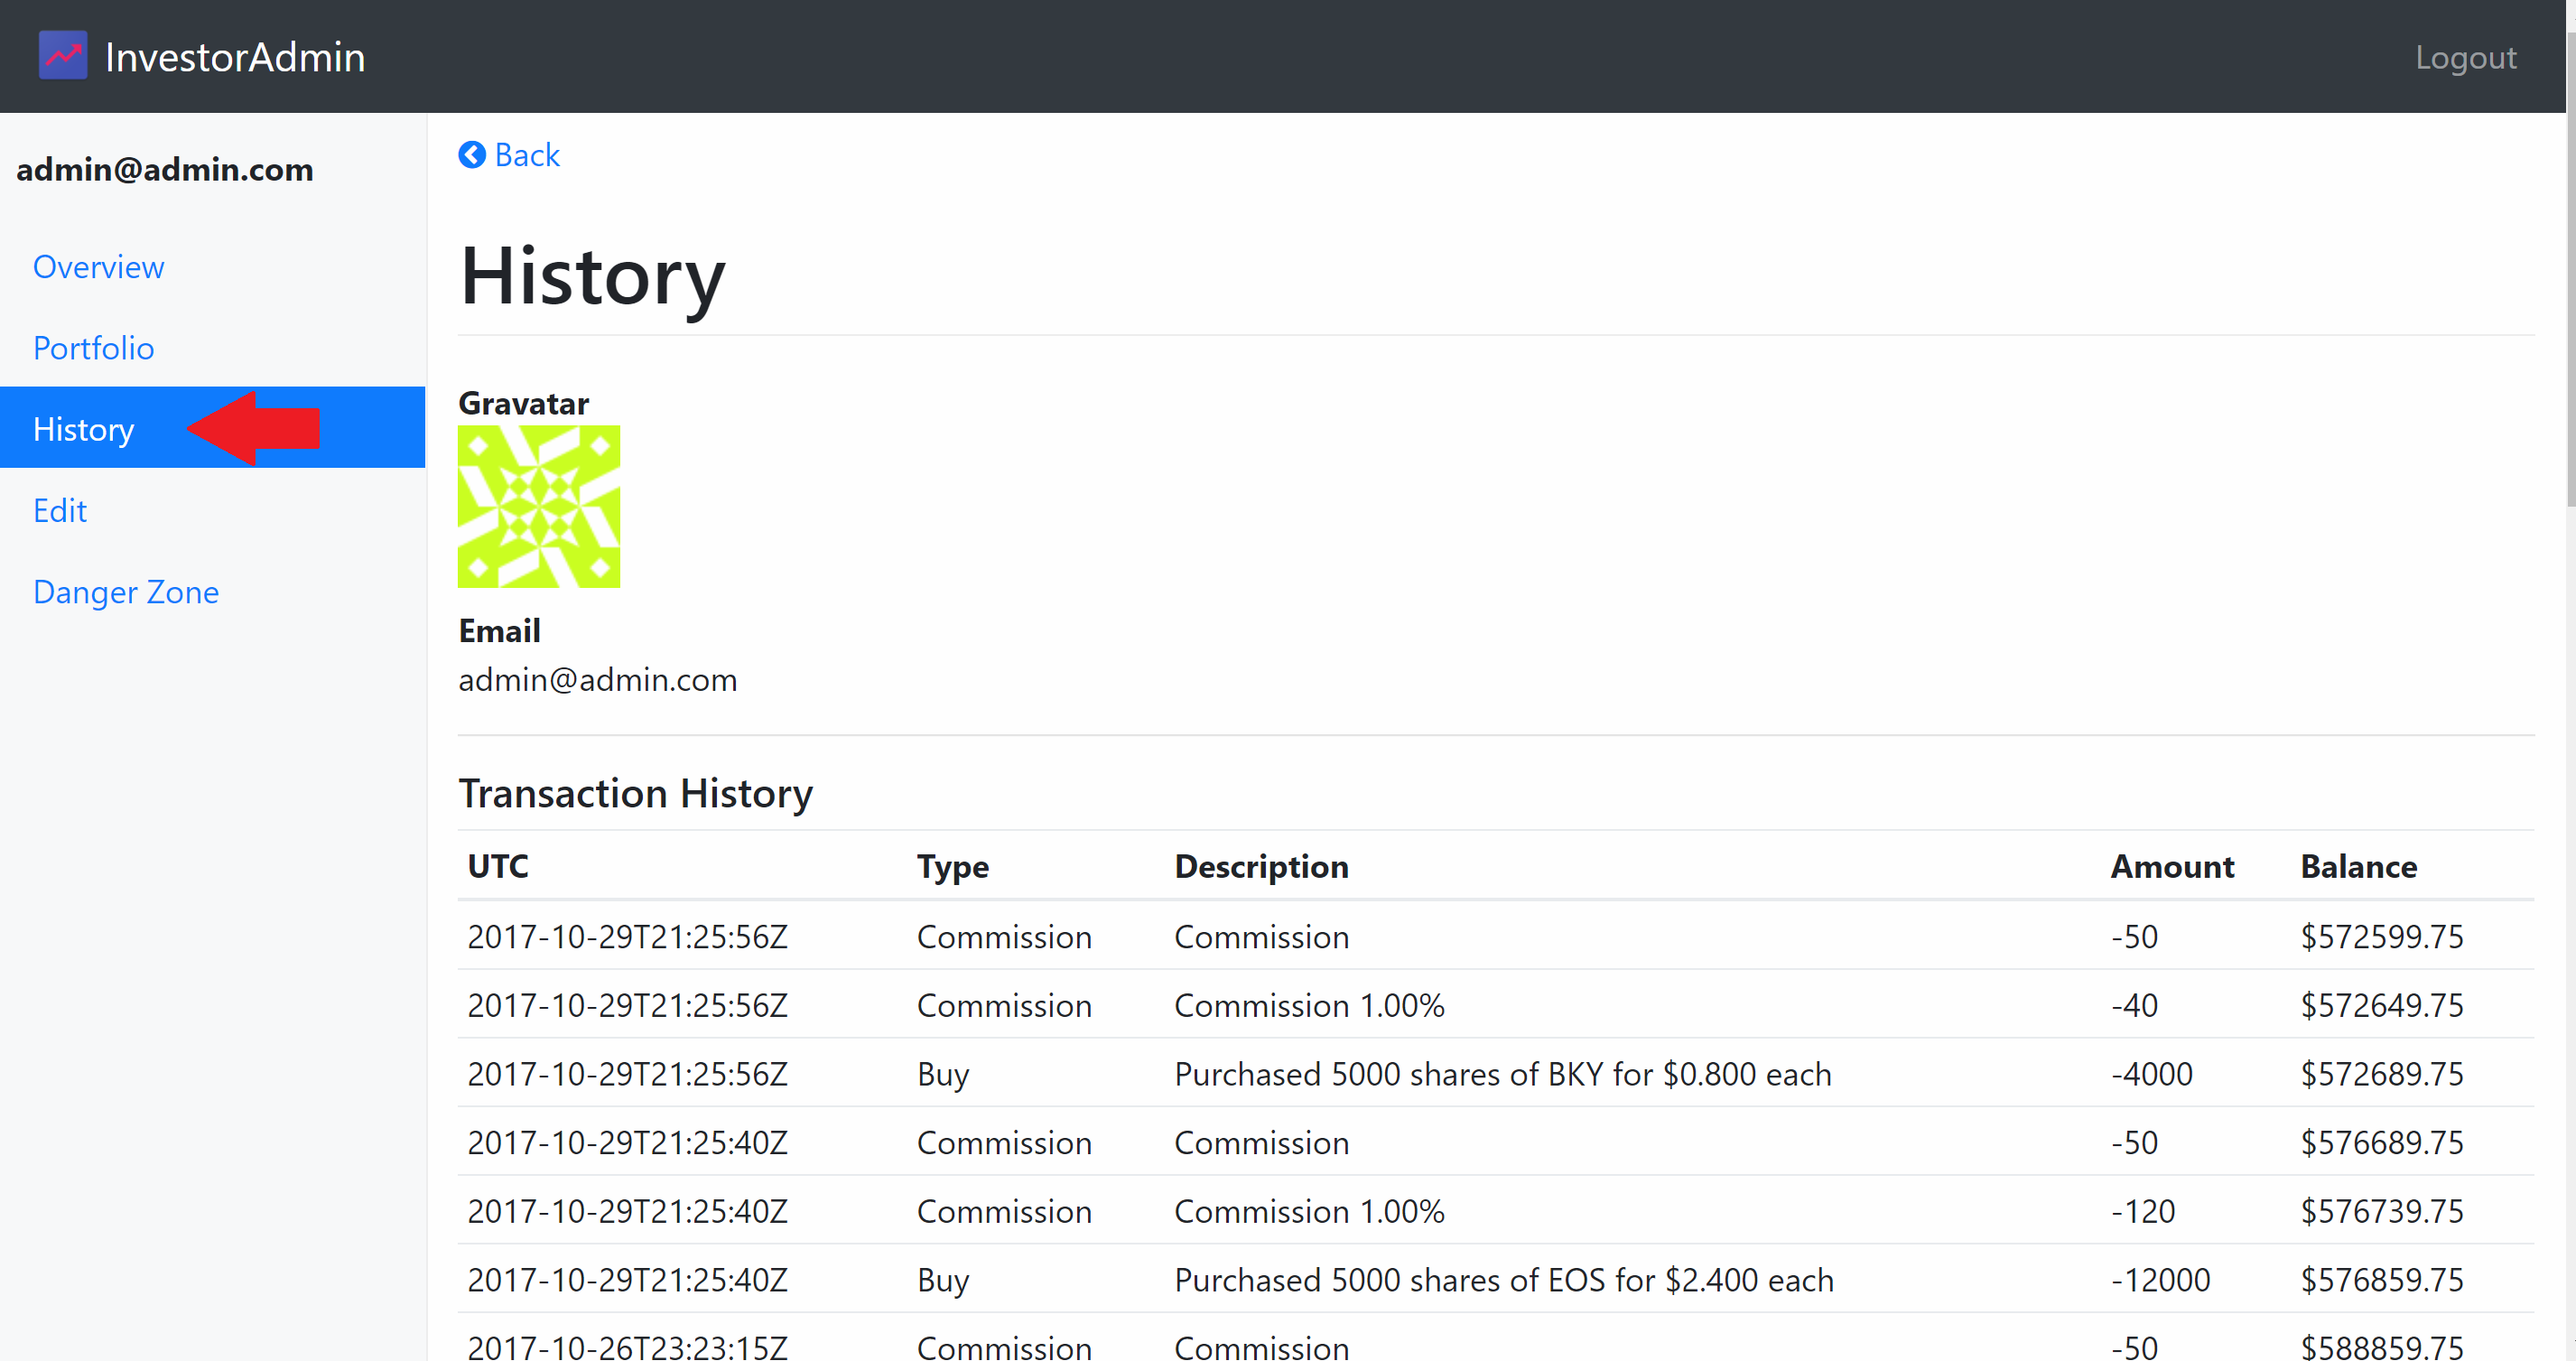 InvestorAdmin
Logout
admin@admin.com
Overview
Portfolio
History
Edit
Danger Zone
Back
History
Gravatar
Email
admin@admin.com
Transaction History
UTC Type Description Amount Balance
2017-10-29T21:25:56Z Commission Commission -50 $572599.75
2017-10-29T21:25:56Z Commission Commission 1.00% -40 $572649.75
2017-10-29T21:25:56Z Buy Purchased 5000 shares of BKY for $0.800 each -4000 $572689.75
2017-10-29T21:25:40Z Commission Commission -50 $576689.75
2017-10-29T21:25:40Z Commission Commission 1.00% -120 $576739.75
2017-10-29T21:25:40Z Buy Purchased 5000 shares of EOS for $2.400 each -12000 $576859.75
2017-10-26T23:23:15Z Commission Commission -50 $588859.75